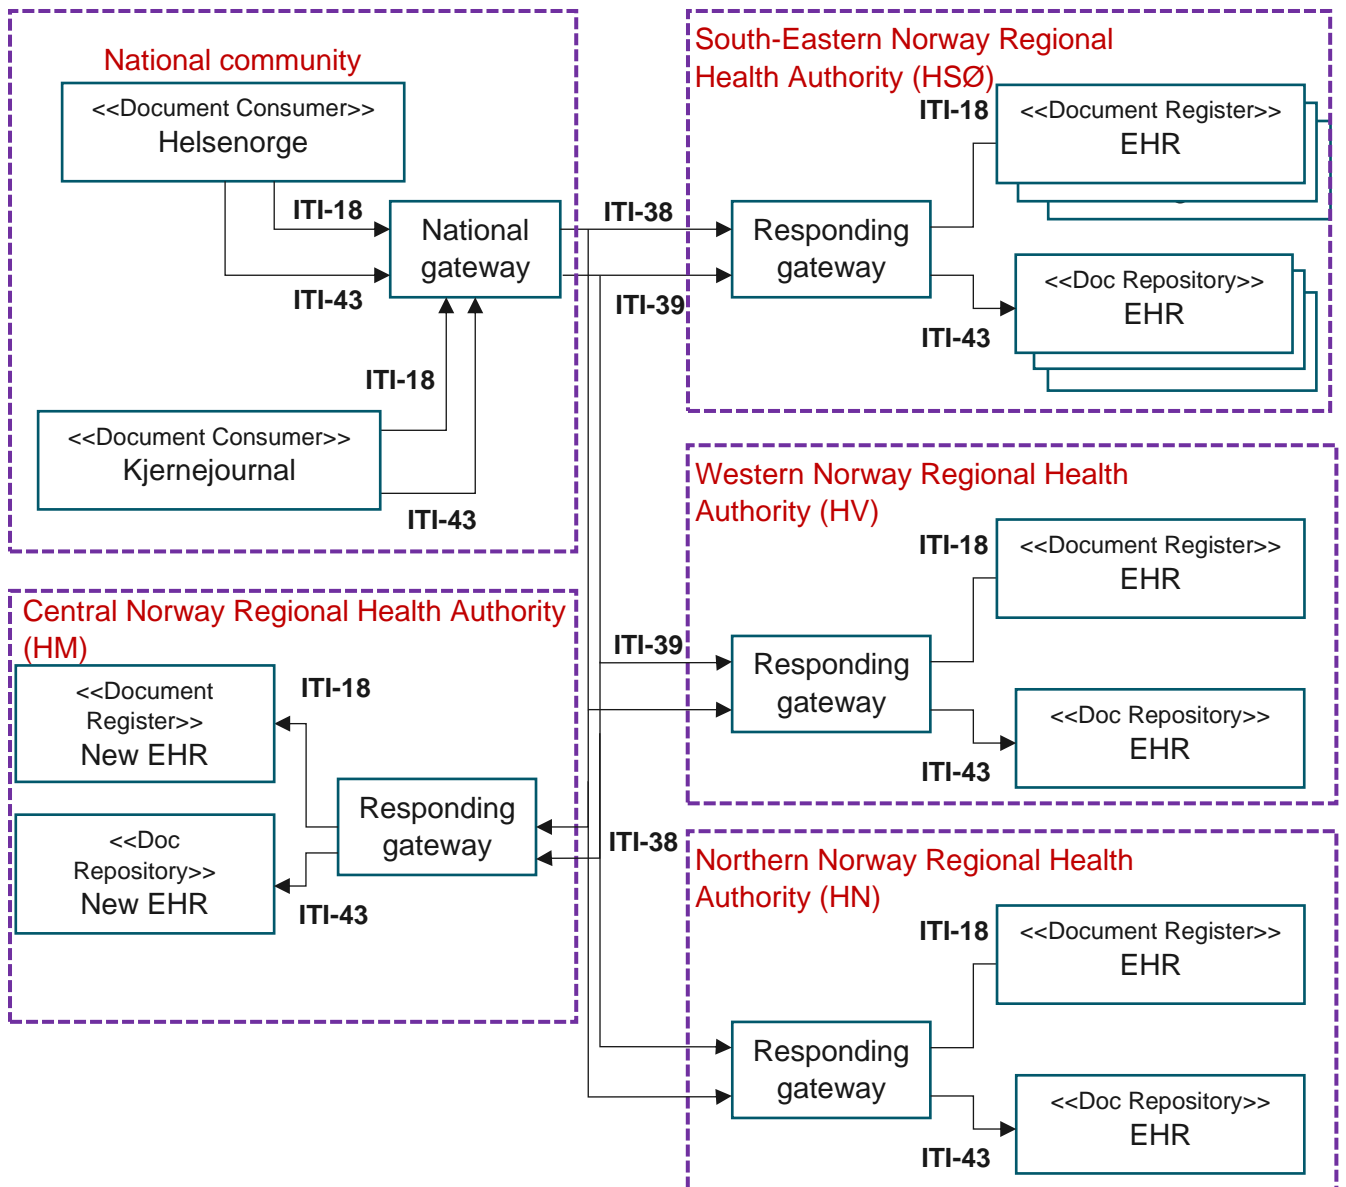 National community
<<Document Consumer>>
Helsenorge
ITI-18
ITI-43
National
gateway
ITI-18
<<Document Consumer>>
Kjernejournal
ITI-43
ITI-38
ITI-39
South-Eastern Norway Regional
Health Authority (HSØ)
ITI-18
<<Document Register>>
EHR
Responding
gateway
<<Doc Repository>>
EHR
ITI-43
Western Norway Regional Health
Authority (HV)
ITI-18
<<Document Register>>
EHR
ITI-39
Responding
gateway
<<Doc Repository>>
EHR
ITI-43
Central Norway Regional Health Authority
(HM)
<<Document
Register>>
New EHR
ITI-18
Responding
gateway
<<Doc
Repository>>
New EHR
ITI-43
ITI-38
Northern Norway Regional Health
Authority (HN)
ITI-18
<<Document Register>>
EHR
Responding
gateway
<<Doc Repository>>
EHR
ITI-43